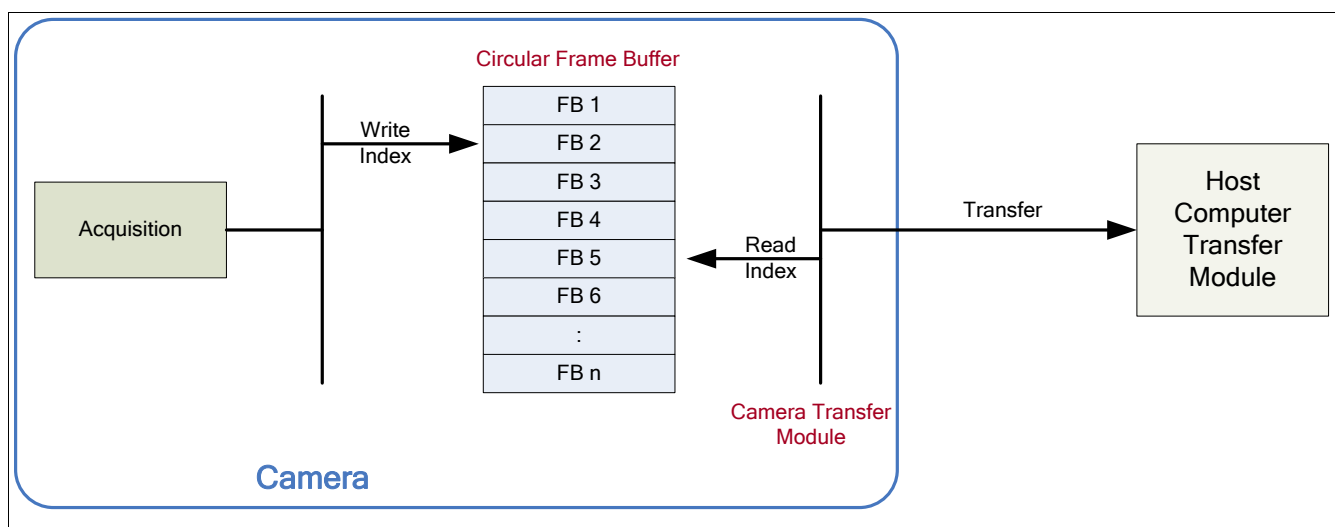 Circular Frame Buffer
FB 1
Write
Index
FB 2
FB 3
FB 4
FB 5
FB 6
:
FB n
Acquisition
Read
Index
Transfer
Host
Computer
Transfer
Module
Camera Transfer
Module
Camera